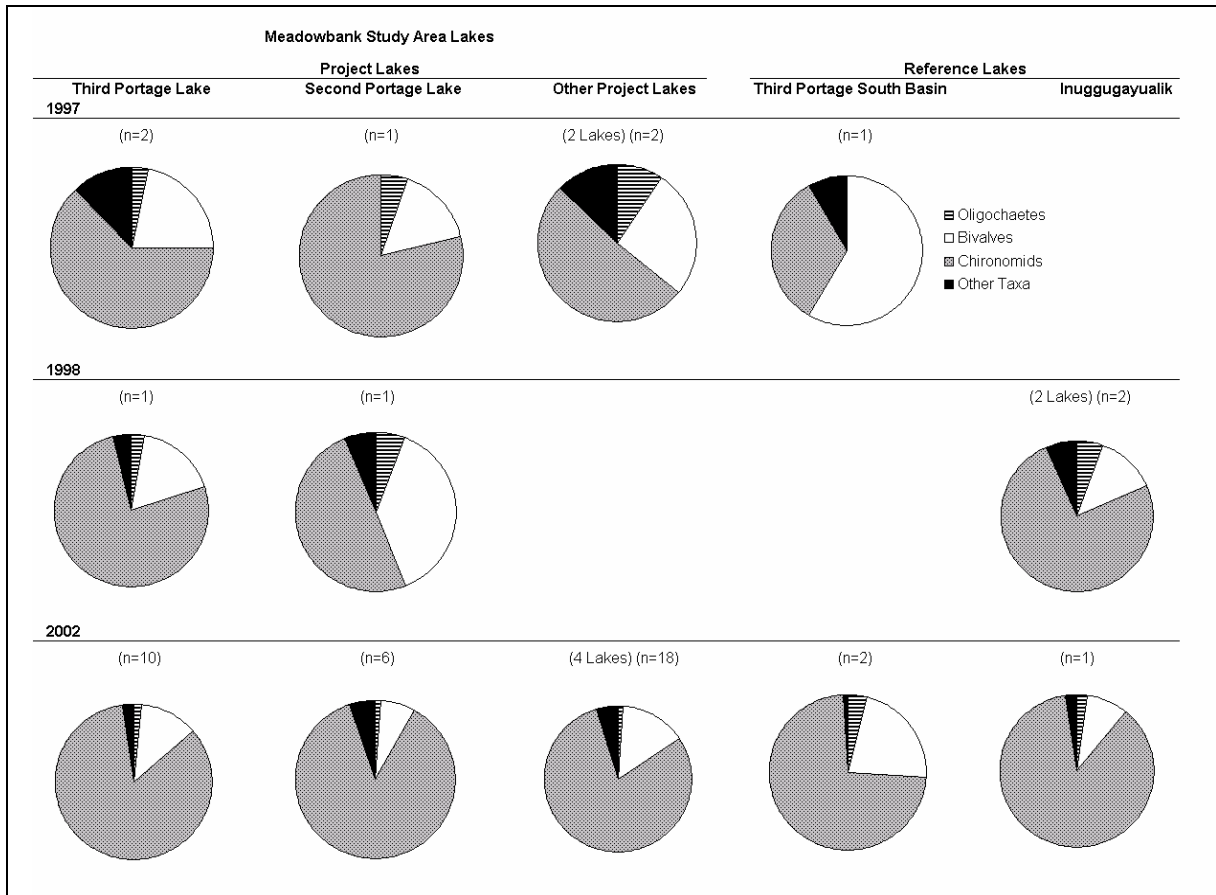 Meadowbank Study Area Lakes
Project Lakes Reference Lakes
Third Portage Lake Second Portage Lake Other Project Lakes Third Portage South Basin Inuggugayualik
1997
(n=2) (n=1) (2 Lakes) (n=2) (n=1)
Oligochaetes
Bivalves
Chironomids
Other Taxa
1998
(n=1) (n=1) (2 Lakes) (n=2)
2002
(n=10) (n=6) (4 Lakes) (n=18) (n=2) (n=1)